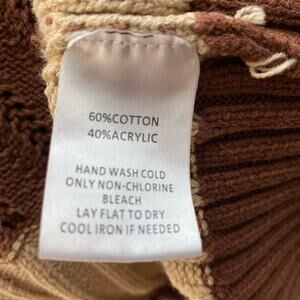 60%COTTON
40%ACRYLIC
HAND WASH COLD
ONLY NON-CHLORINE
BLEACH
LAY FLAT TO DRY
COOL IRON IF NEEDED